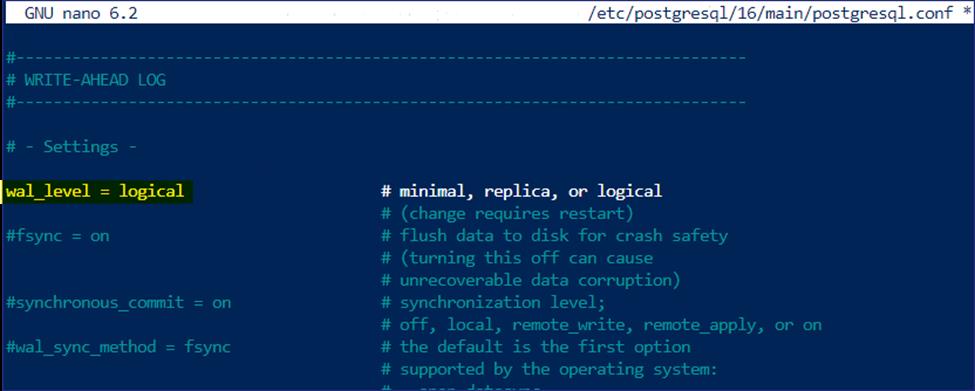 GNU nano 6.2 /etc/postgresql/16/main/postgresql.conf *
#------------------------------------------------------------------------------
# WRITE-AHEAD LOG
#------------------------------------------------------------------------------
# - Settings -
wal_level = logical # minimal, replica, or logical
# (change requires restart)
#fsync = on # flush data to disk for crash safety
# (turning this off can cause
# unrecoverable data corruption)
#synchronous_commit = on # synchronization level;
# off, local, remote_write, remote_apply, or on
#wal_sync_method = fsync # the default is the first option
# supported by the operating system: